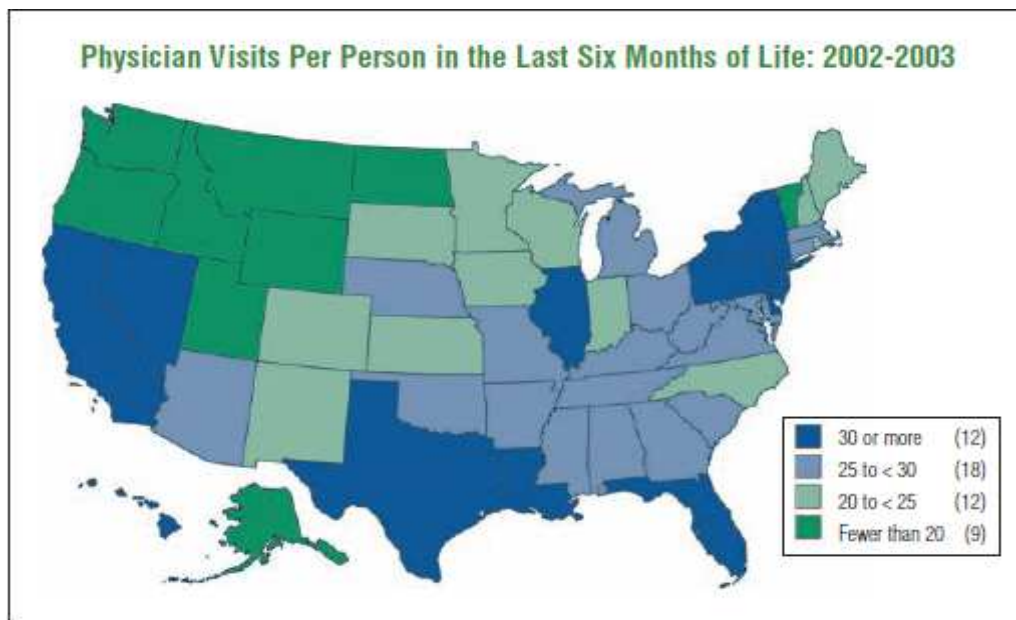 Physician Visits Per Person in the Last Six Months of Life: 2002-2003
30 or more (12)
25 to < 30 (18)
20 to < 25 (12)
Fewer than 20 (9)